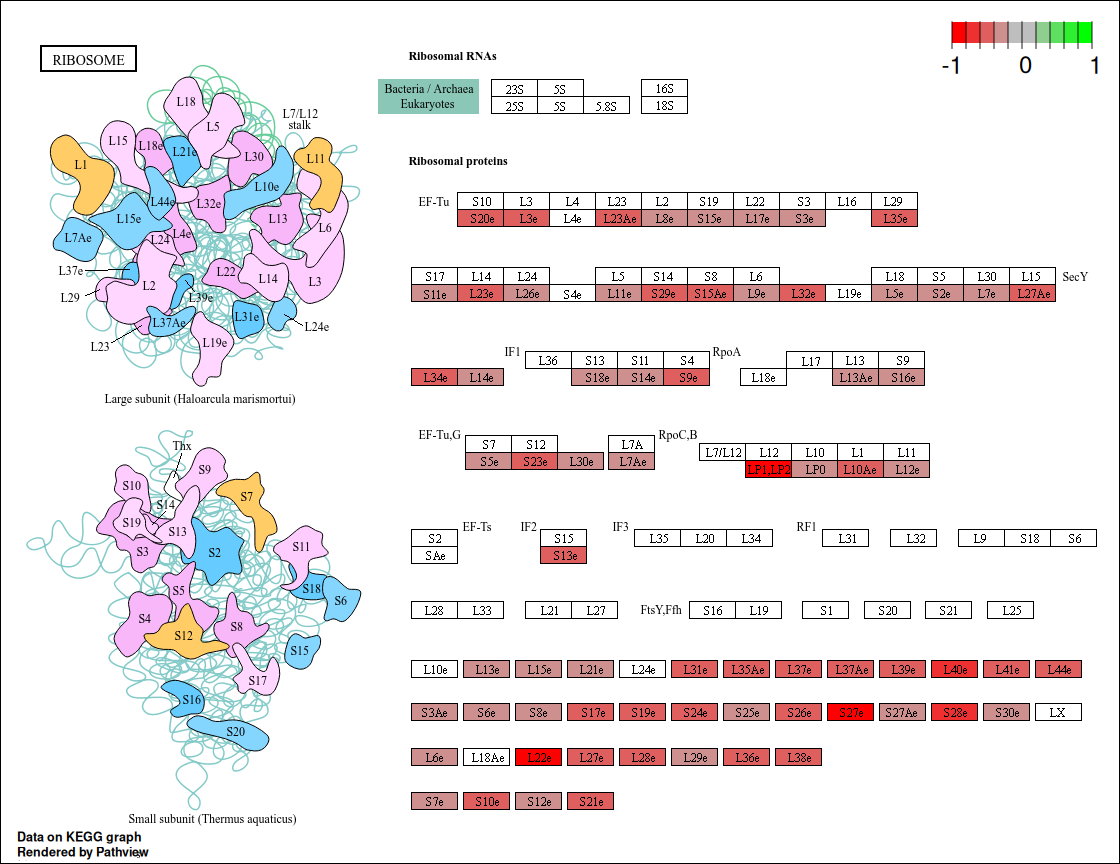 RIBOSOME
-1 0 1
Ribosomal RNAs
Bacteria / Archaea
Eukaryotes
23S 5S 16S
25S 5S 5.8S 18S
L18
L5
L7/L12
stalk
L15
L18e
L21e
L30
L11
L1
L10e
L44e
L32e
L15e
L13
L6
L7Ae
L24
L4e
L37e
L22
L14
L3
L2
L29
L39e
L37Ae
L31e
L24e
L23
L19e
Large subunit (Haloarcula marismortui)
Ribosomal proteins
EF-Tu S10 L3 L4 L23 L2 S19 L22 S3 L16 L29
S20e L3e L4e L23Ae L8e S15e L17e S3e L35e
S17 L14 L24 L5 S14 S8 L6 L18 S5 L30 L15 SecY
S11e L23e L26e S4e L11e S29e S15Ae L9e L32e L19e L5e S2e L7e L27Ae
IF1 L36 S13 S11 S4 RpoA L17 L13 S9
L34e L14e S18e S14e S9e L18e L13Ae S16e
EF-Tu,G S7 S12 L7A RpoC,B L7/L12 L12 L10 L1 L11
S5e S23e L30e L7Ae LP1,LP2 LP0 L10Ae L12e
S2 EF-Ts IF2 S15 IF3 L35 L20 L34 RF1 L31 L32 L9 S18 S6
SAe S13e
L28 L33 L21 L27 FtsY,Ffh S16 L19 S1 S20 S21 L25
L10e L13e L15e L21e L24e L31e L35Ae L37e L37Ae L39e L40e L41e L44e
S3Ae S6e S8e S17e S19e S24e S25e S26e S27e S27Ae S28e S30e LX
L6e L18Ae L22e L27e L28e L29e L36e L38e
S7e S10e S12e S21e
Thx
S9
S10
S7
S14
S19
S13
S3
S2
S11
S5
S18
S6
S4
S12
S8
S15
S17
S16
S20
Small subunit (Thermus aquaticus)
Data on KEGG graph
Rendered by Pathview